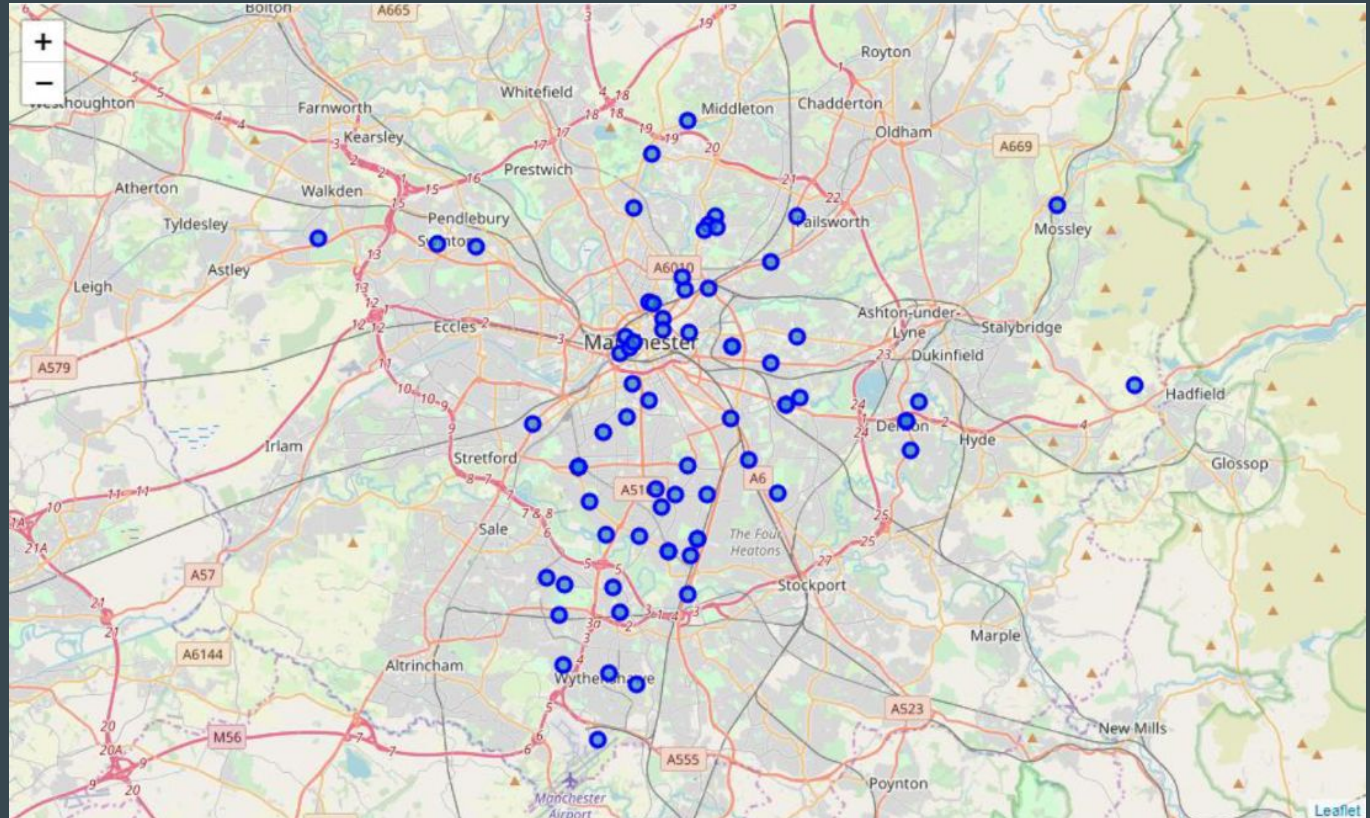 +
−
Bolton
A665
Royton
Whitefield
Westhoughton
Farnworth
Middleton
Chadderton
Kearsley
Oldham
A669
Prestwich
Atherton
Walkden
Tyldesley
Pendlebury
Failsworth
Mossley
Swinton
Astley
A6010
Leigh
Ashton-under-
Lyne
Stalybridge
Eccles
Manchester
Dukinfield
A579
Hadfield
Denton
Hyde
Irlam
Stretford
Glossop
A6
Sale
The Four
Heatons
A57
Stockport
Marple
A6144
Altrincham
Wythenshawe
A523
New Mills
M56
A555
Poynton
Manchester
Airport
Leaflet